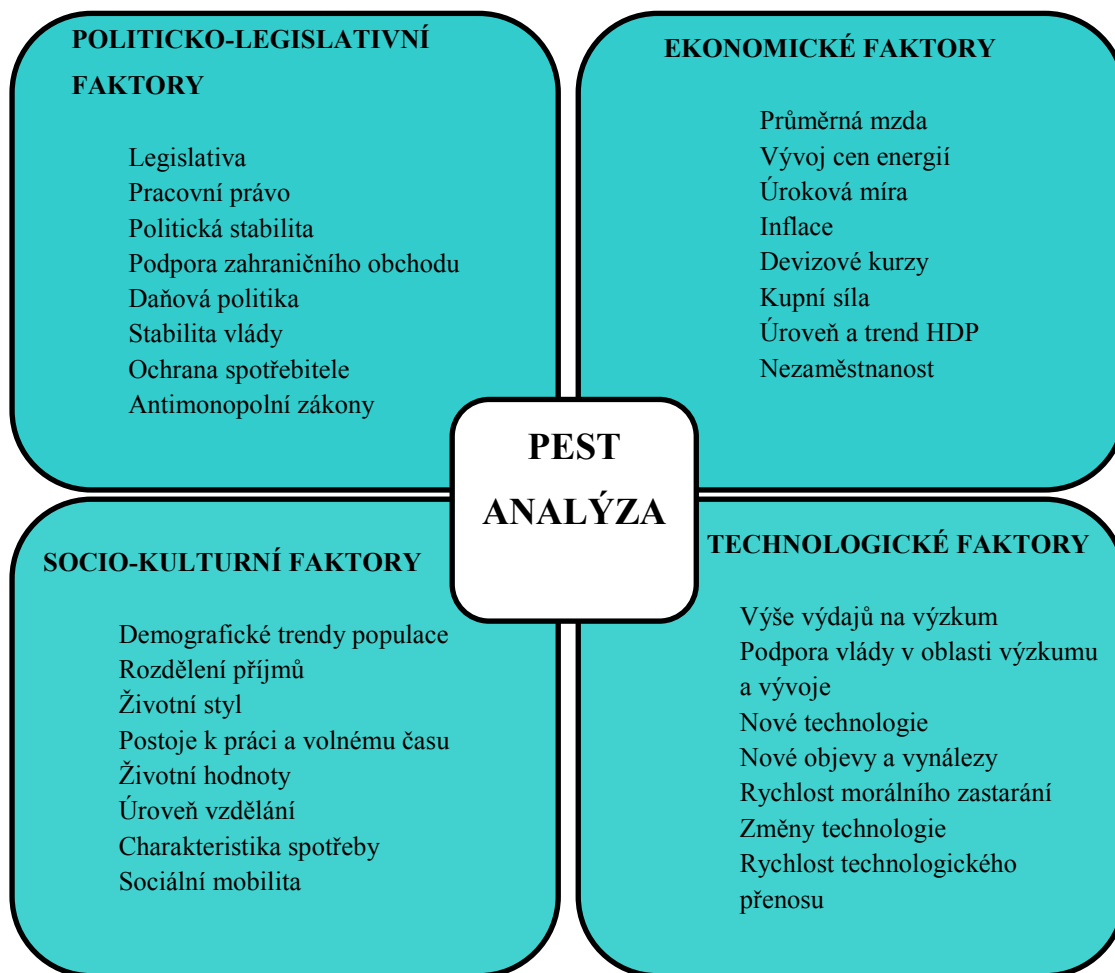 POLITICKO-LEGISLATIVNÍ
FAKTORY
Legislativa
Pracovní právo
Politická stabilita
Podpora zahraničního obchodu
Daňová politika
Stabilita vlády
Ochrana spotřebitele
Antimonopolní zákony
EKONOMICKÉ FAKTORY
Průměrná mzda
Vývoj cen energií
Úroková míra
Inflace
Devizové kurzy
Kupní síla
Úroveň a trend HDP
Nezaměstnanost
PEST
ANALÝZA
SOCIO-KULTURNÍ FAKTORY
Demografické trendy populace
Rozdělení příjmů
Životní styl
Postoje k práci a volnému času
Životní hodnoty
Úroveň vzdělání
Charakteristika spotřeby
Sociální mobilita
TECHNOLOGICKÉ FAKTORY
Výše výdajů na výzkum
Podpora vlády v oblasti výzkumu
a vývoje
Nové technologie
Nové objevy a vynálezy
Rychlost morálního zastarání
Změny technologie
Rychlost technologického
přenosu